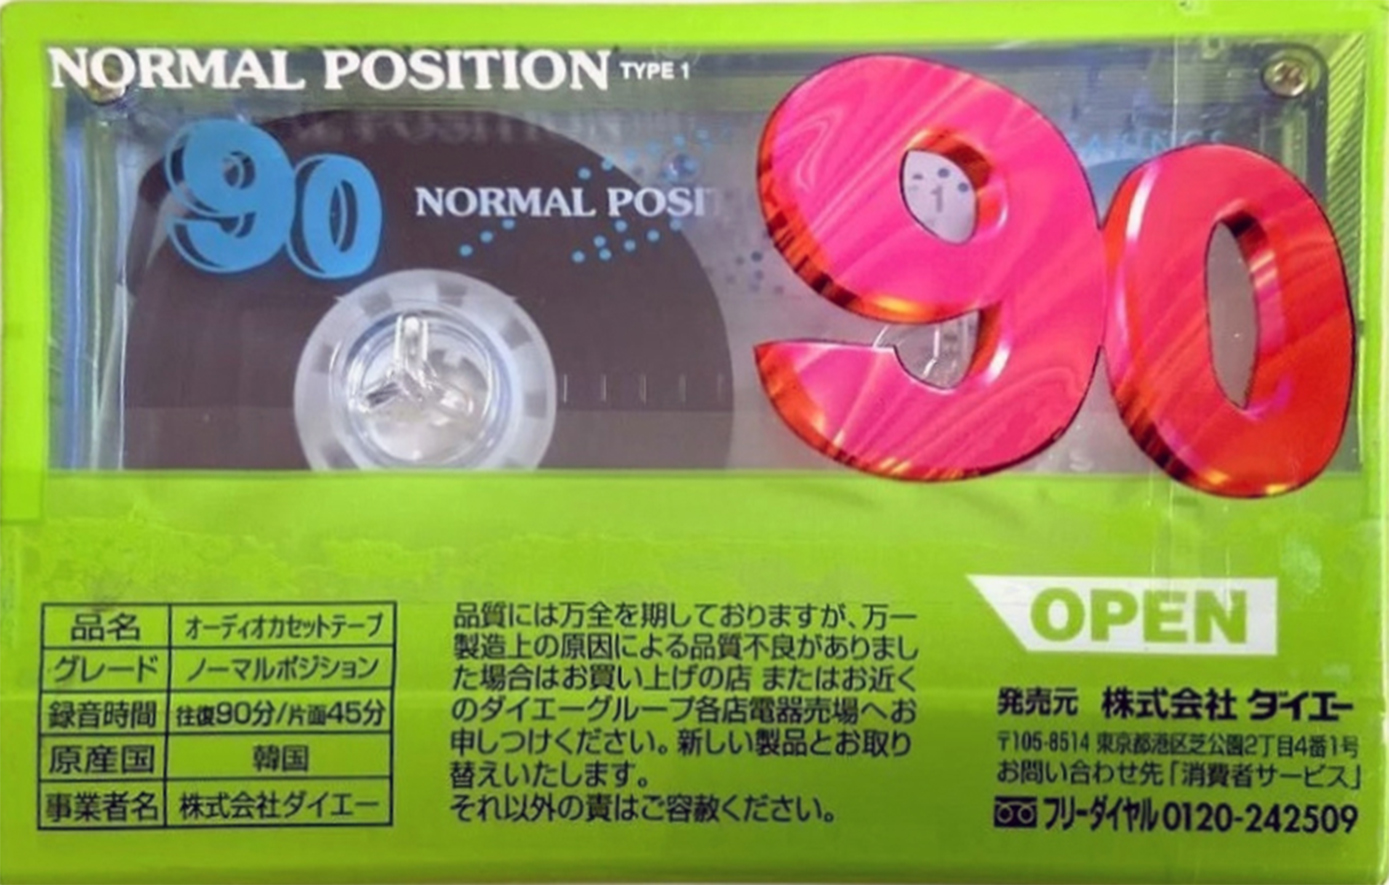 NORMAL POSITION TYPE 1
90
90
NORMAL POSI
1
OPEN
品名 オーディオカセットテープ
グレード ノーマルポジション
録音時間 往復90分/片面45分
原産国 韓国
事業者名 株式会社ダイエー
品質には万全を期しておりますが、万一
製造上の原因による品質不良がありまし
た場合はお買い上げの店 またはお近く
のダイエーグループ各店電器売場へお
申しつけください。新しい製品とお取り
替えいたします。
それ以外の責はご容赦ください。
発売元 株式会社 ダイエー
〒105-8514 東京都港区芝公園2丁目4番1号
お問い合わせ先「消費者サービス」
フリーダイヤル0120-242509